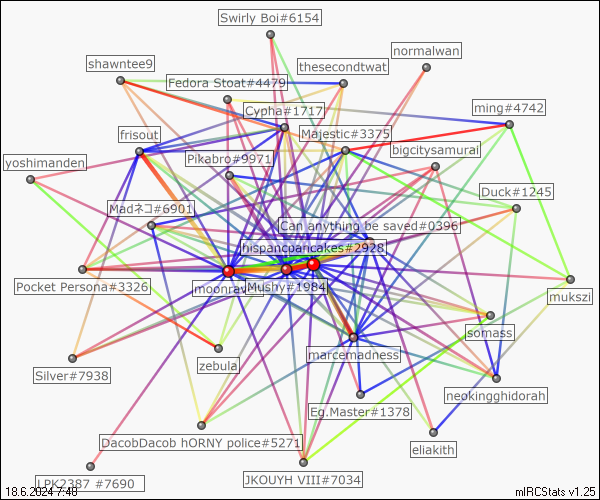 Swirly Boi#6154
normalwan
shawntee9
thesecondtwat
Fedora Stoat#4479
Cypha#1717
ming#4742
frisout
Majestic#3375
Pikabro#9971
bigcitysamurai
yoshimanden
Duck#1245
Madネコ#6901
Can anything be saved#0396
hispancpancakes#2928
Pocket Persona#3326
Mushy#1984
mukszi
somass
marcemadness
zebula
Silver#7938
neokingghidorah
Eg.Master#1378
DacobDacob hORNY police#5271
eliakith
JKOUYH VIII#7034
LPK2387 #7690
18.6.2024 7:48
mIRCStats v1.25